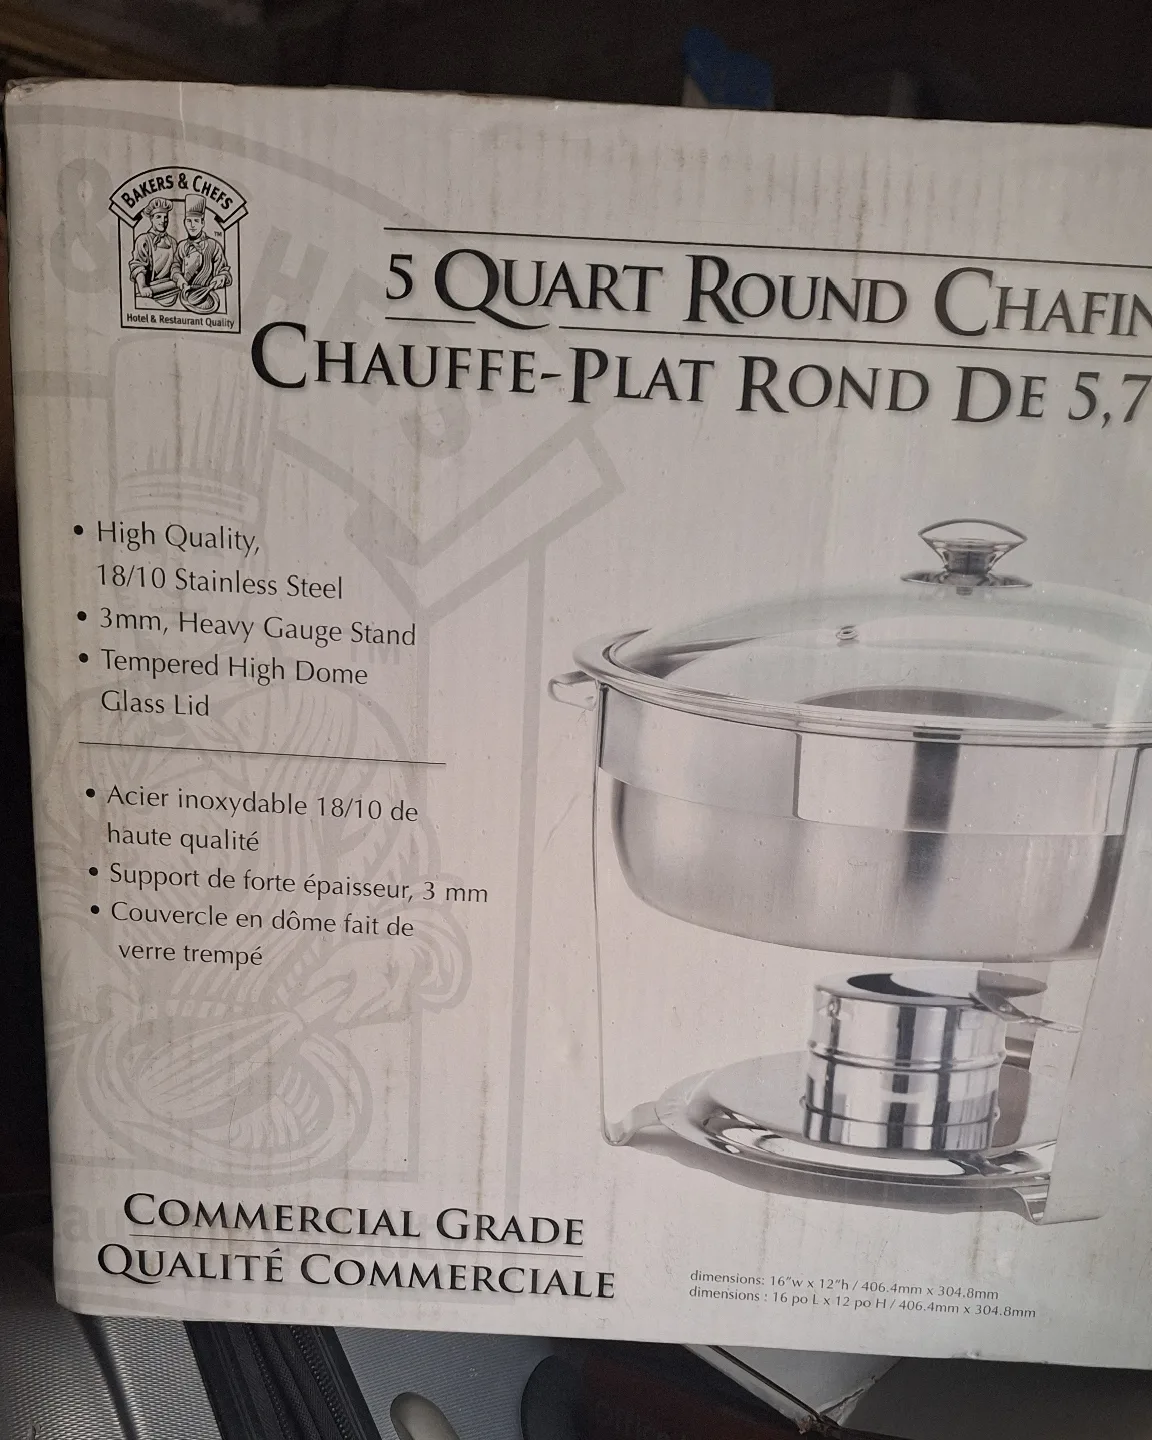 BAKERS & CHEFS
TM
Hotel & Restaurant Quality
5 QUART ROUND CHAFIN
CHAUFFE-PLAT ROND DE 5,7
• High Quality,
18/10 Stainless Steel
• 3mm, Heavy Gauge Stand
• Tempered High Dome
Glass Lid
• Acier inoxydable 18/10 de
haute qualité
• Support de forte épaisseur, 3 mm
• Couvercle en dôme fait de
verre trempé
COMMERCIAL GRADE
QUALITÉ COMMERCIALE
dimensions: 16"w x 12"h / 406.4mm x 304.8mm
dimensions : 16 po L x 12 po H / 406.4mm x 304.8mm